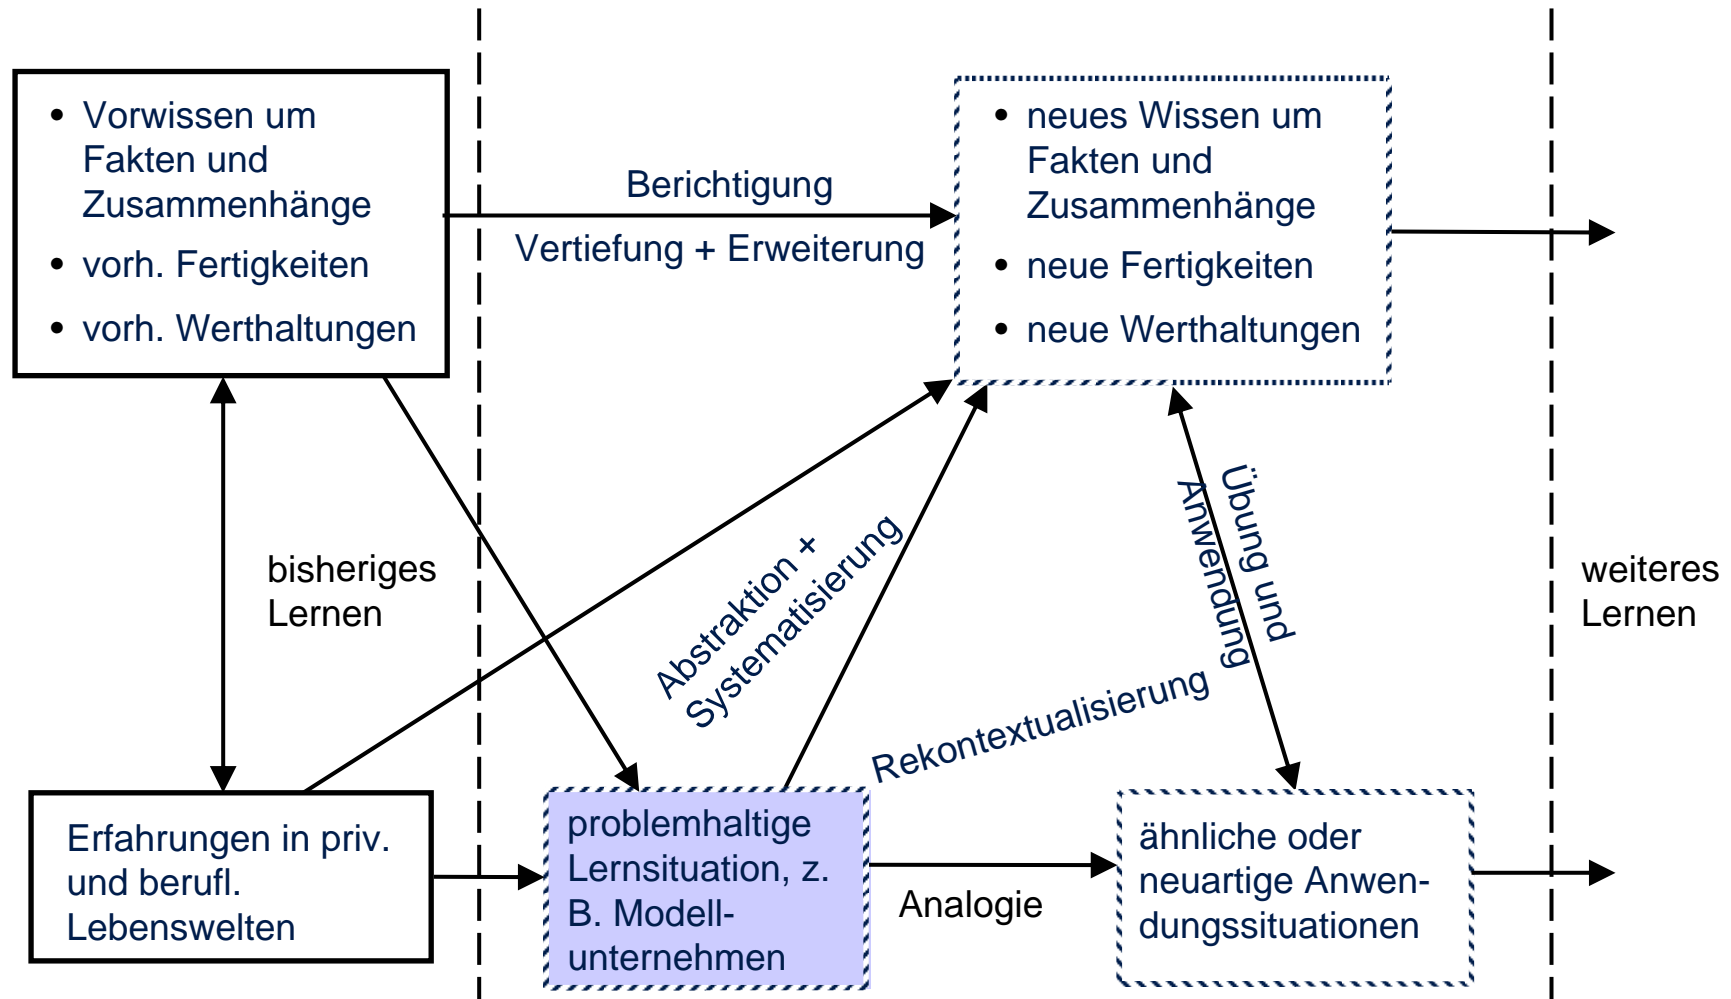 • Vorwissen um
Fakten und
Zusammenhänge
• vorh. Fertigkeiten
• vorh. Werthaltungen
Berichtigung
Vertiefung + Erweiterung
• neues Wissen um
Fakten und
Zusammenhänge
• neue Fertigkeiten
• neue Werthaltungen
bisheriges
Lernen
Abstraktion +
Systematisierung
Übung und
Anwendung
weiteres
Lernen
Rekontextualisierung
Erfahrungen in priv.
und berufl.
Lebenswelten
problemhaltige
Lernsituation, z.
B. Modell-
unternehmen
Analogie
ähnliche oder
neuartige Anwen-
dungssituationen